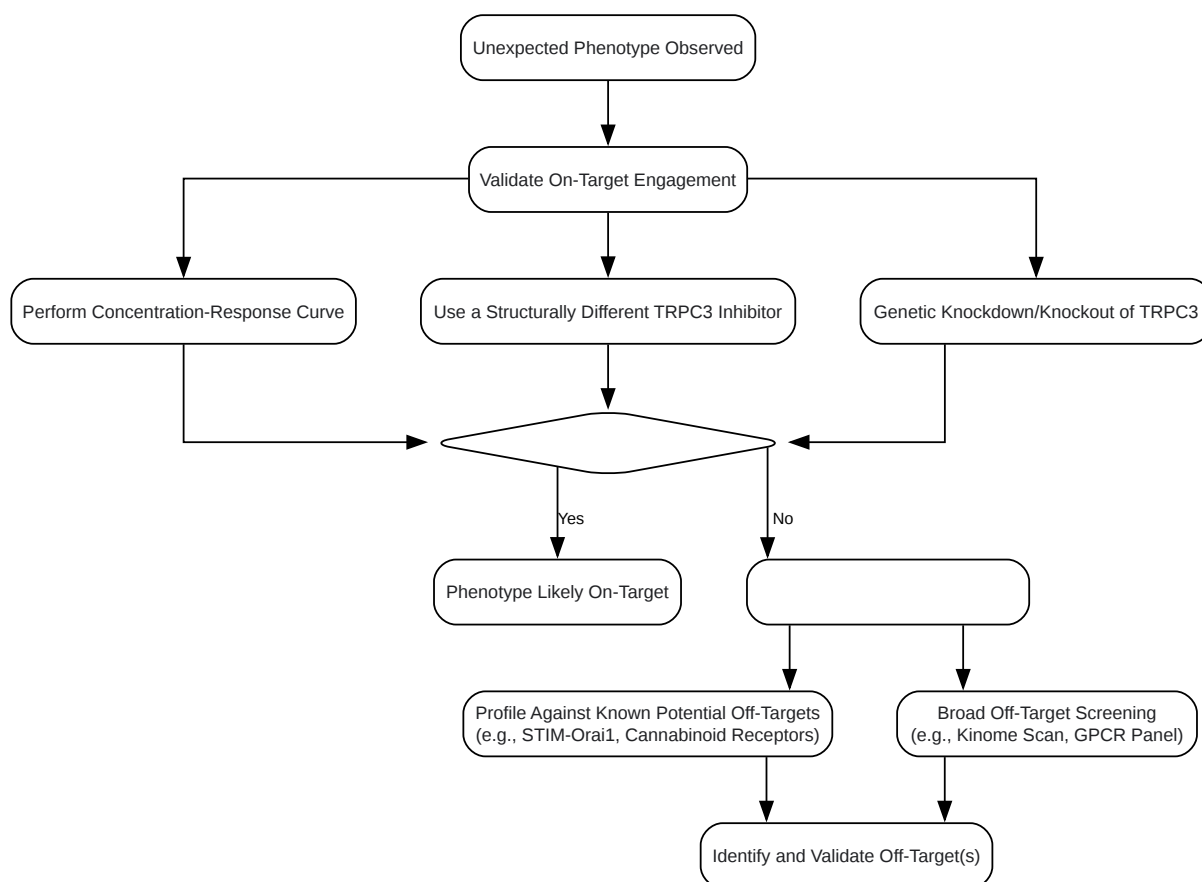 Unexpected Phenotype Observed
Validate On-Target Engagement
Perform Concentration-Response Curve
Use a Structurally Different TRPC3 Inhibitor
Genetic Knockdown/Knockout of TRPC3
Yes
No
Phenotype Likely On-Target
Profile Against Known Potential Off-Targets
(e.g., STIM-Orai1, Cannabinoid Receptors)
Broad Off-Target Screening
(e.g., Kinome Scan, GPCR Panel)
Identify and Validate Off-Target(s)